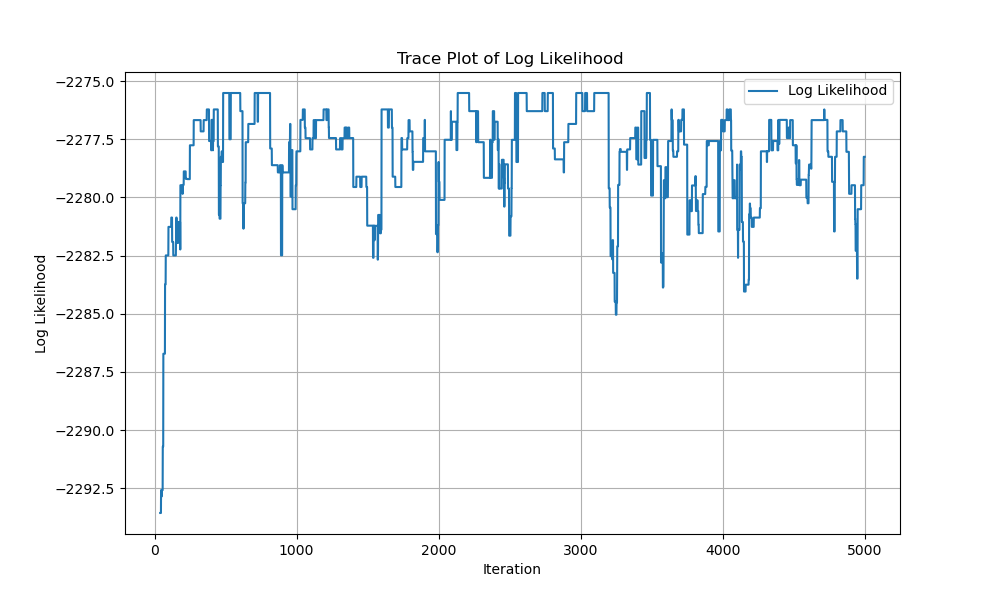 Trace Plot of Log Likelihood
Log Likelihood
−2275.0
−2277.5
−2280.0
−2282.5
−2285.0
−2287.5
−2290.0
−2292.5
Log Likelihood
0 1000 2000 3000 4000 5000
Iteration